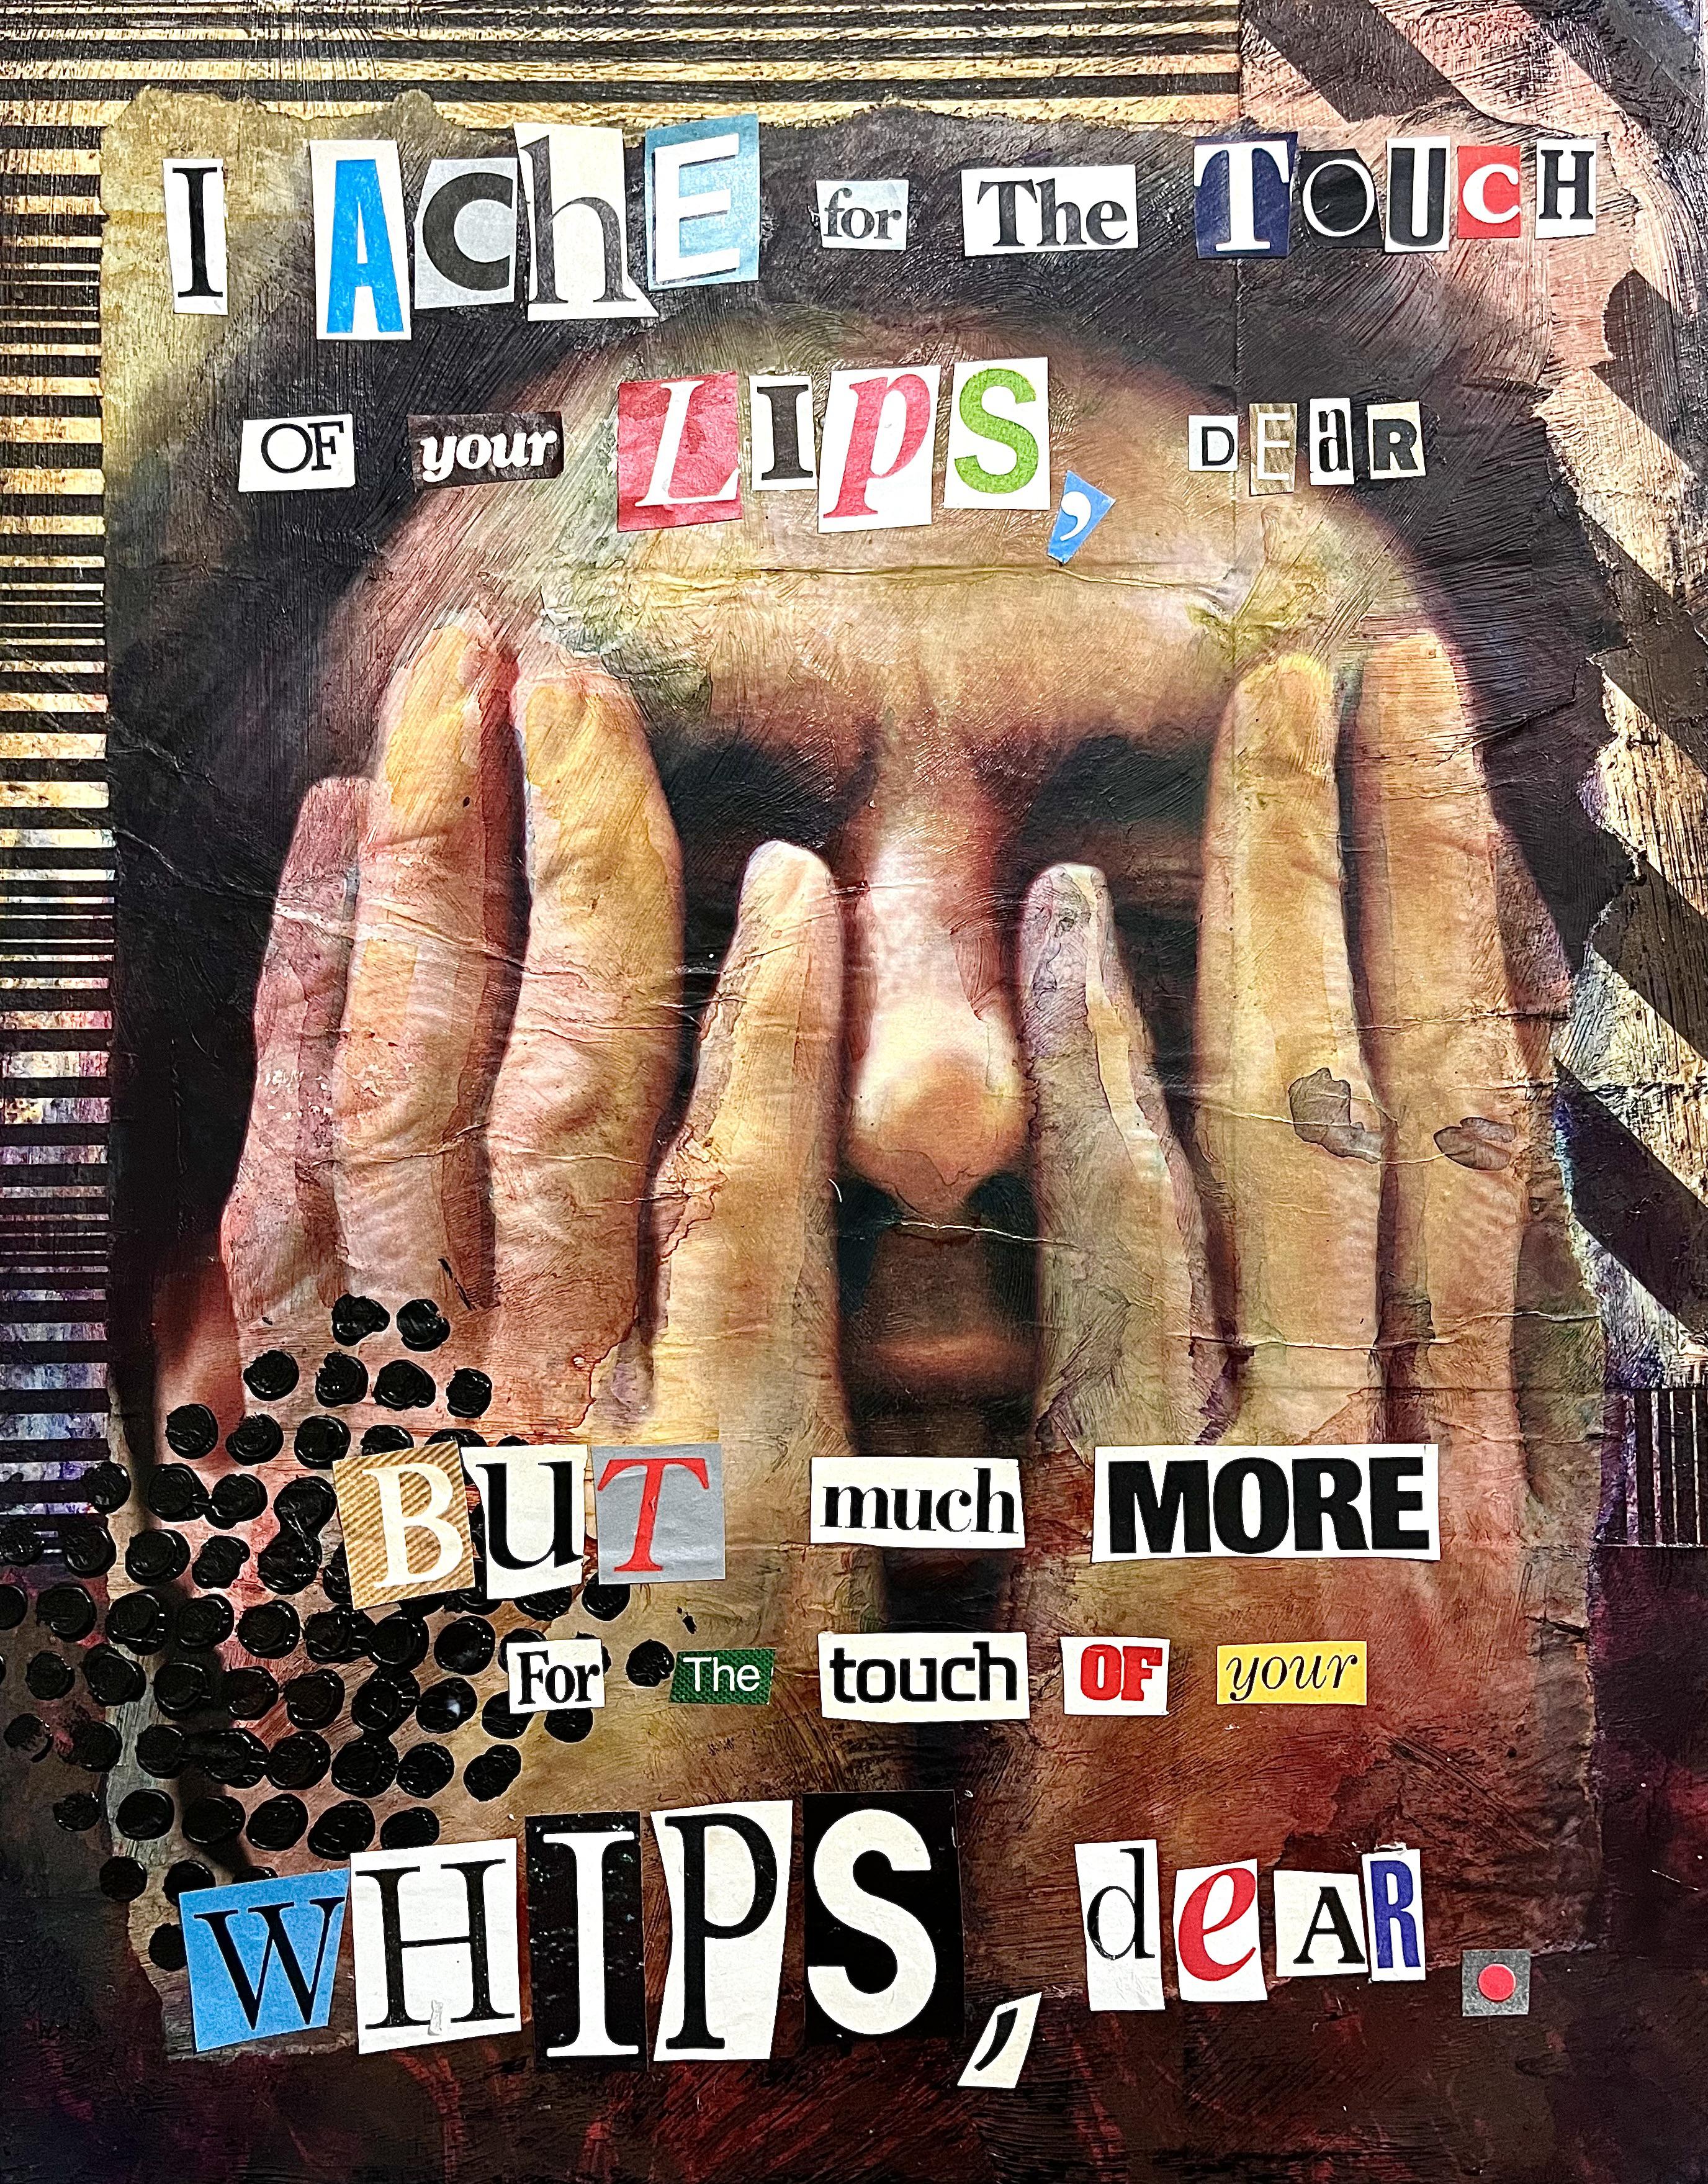 I AChE for The TOUCH
OF your LIPS, DEaR
BUT much MORE
For The touch OF your
WHIPS, deAR.